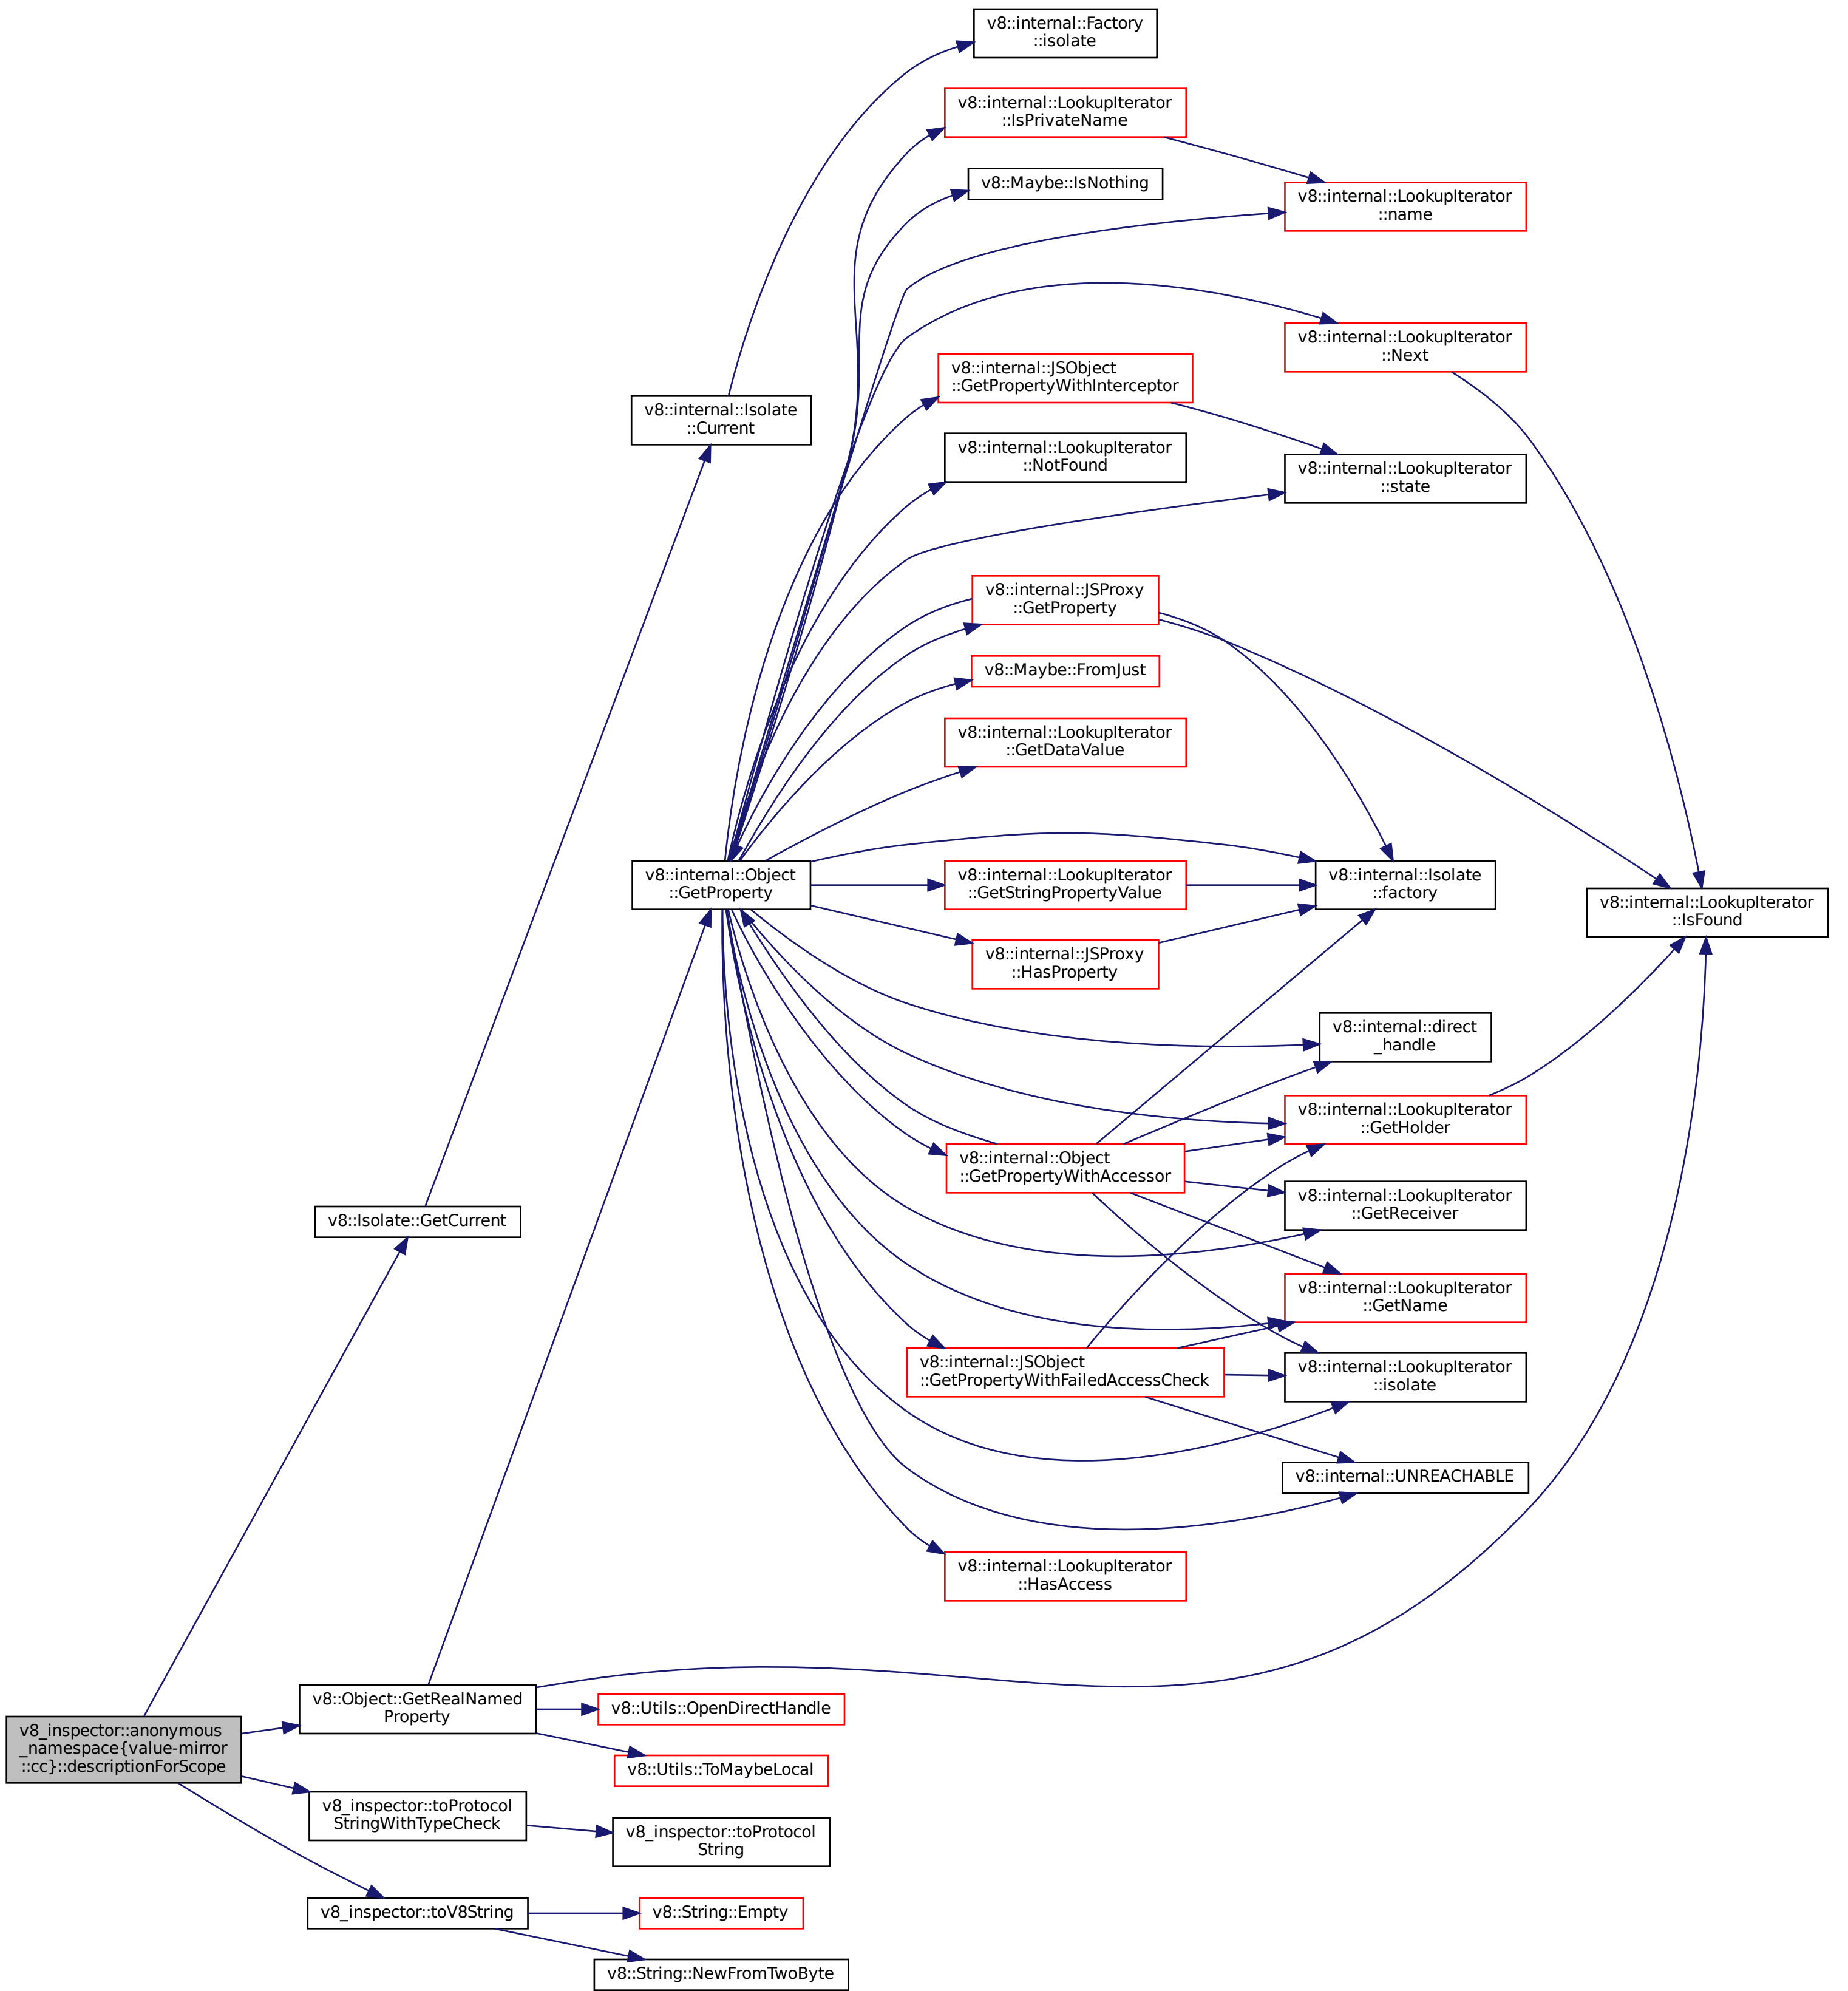 v8::internal::Factory
::isolate
v8::internal::LookupIterator
::IsPrivateName
v8::Maybe::IsNothing
v8::internal::LookupIterator
::name
v8::internal::LookupIterator
::Next
v8::internal::JSObject
::GetPropertyWithInterceptor
v8::internal::Isolate
::Current
v8::internal::LookupIterator
::NotFound
v8::internal::LookupIterator
::state
v8::internal::JSProxy
::GetProperty
v8::Maybe::FromJust
v8::internal::LookupIterator
::GetDataValue
v8::internal::Object
::GetProperty
v8::internal::LookupIterator
::GetStringPropertyValue
v8::internal::Isolate
::factory
v8::internal::LookupIterator
::IsFound
v8::internal::JSProxy
::HasProperty
v8::internal::direct
_handle
v8::internal::LookupIterator
::GetHolder
v8::internal::Object
::GetPropertyWithAccessor
v8::internal::LookupIterator
::GetReceiver
v8::Isolate::GetCurrent
v8::internal::LookupIterator
::GetName
v8::internal::JSObject
::GetPropertyWithFailedAccessCheck
v8::internal::LookupIterator
::isolate
v8::internal::UNREACHABLE
v8::internal::LookupIterator
::HasAccess
v8::Object::GetRealNamed
Property
v8::Utils::OpenDirectHandle
v8_inspector::anonymous
_namespace{value-mirror
::cc}::descriptionForScope
v8::Utils::ToMaybeLocal
v8_inspector::toProtocol
StringWithTypeCheck
v8_inspector::toProtocol
String
v8_inspector::toV8String
v8::String::Empty
v8::String::NewFromTwoByte